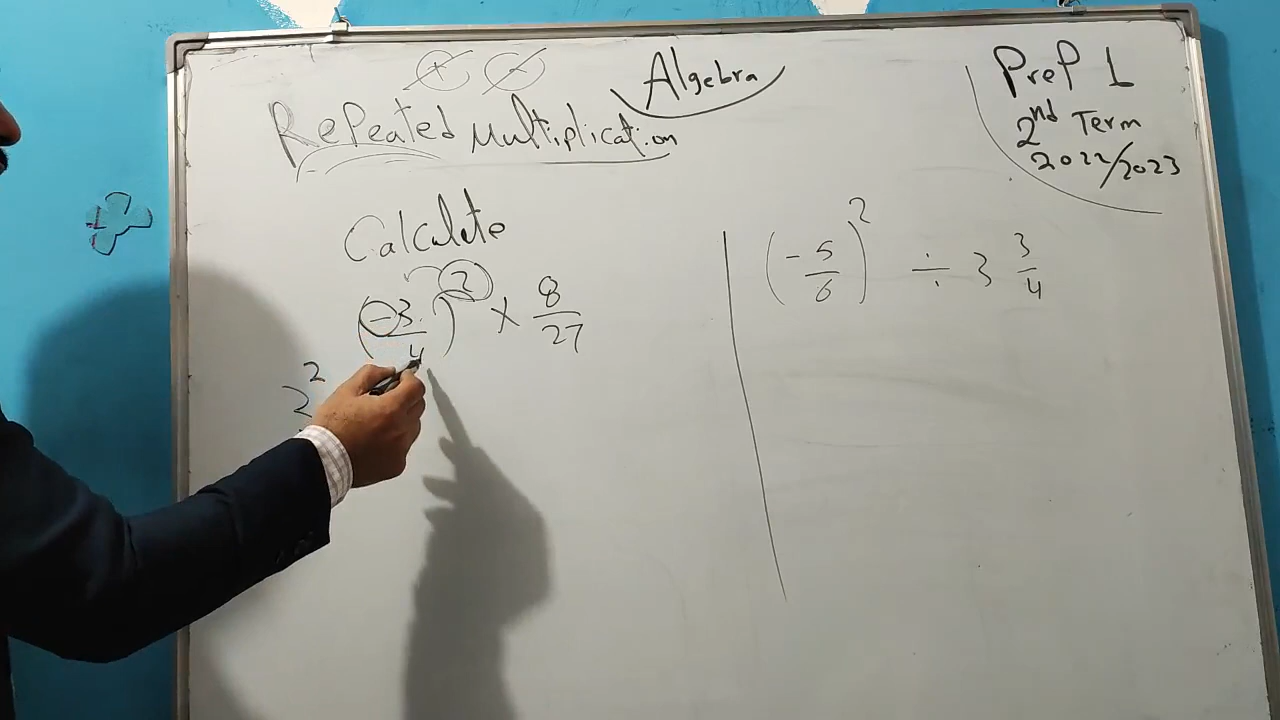 + -
Algebra
Repeated Multiplication
Prep 1
2nd Term
2022/2023
Calculate
(-3/4)^2 × 8/27
2^2
(-5/6)^2 ÷ 3 3/4